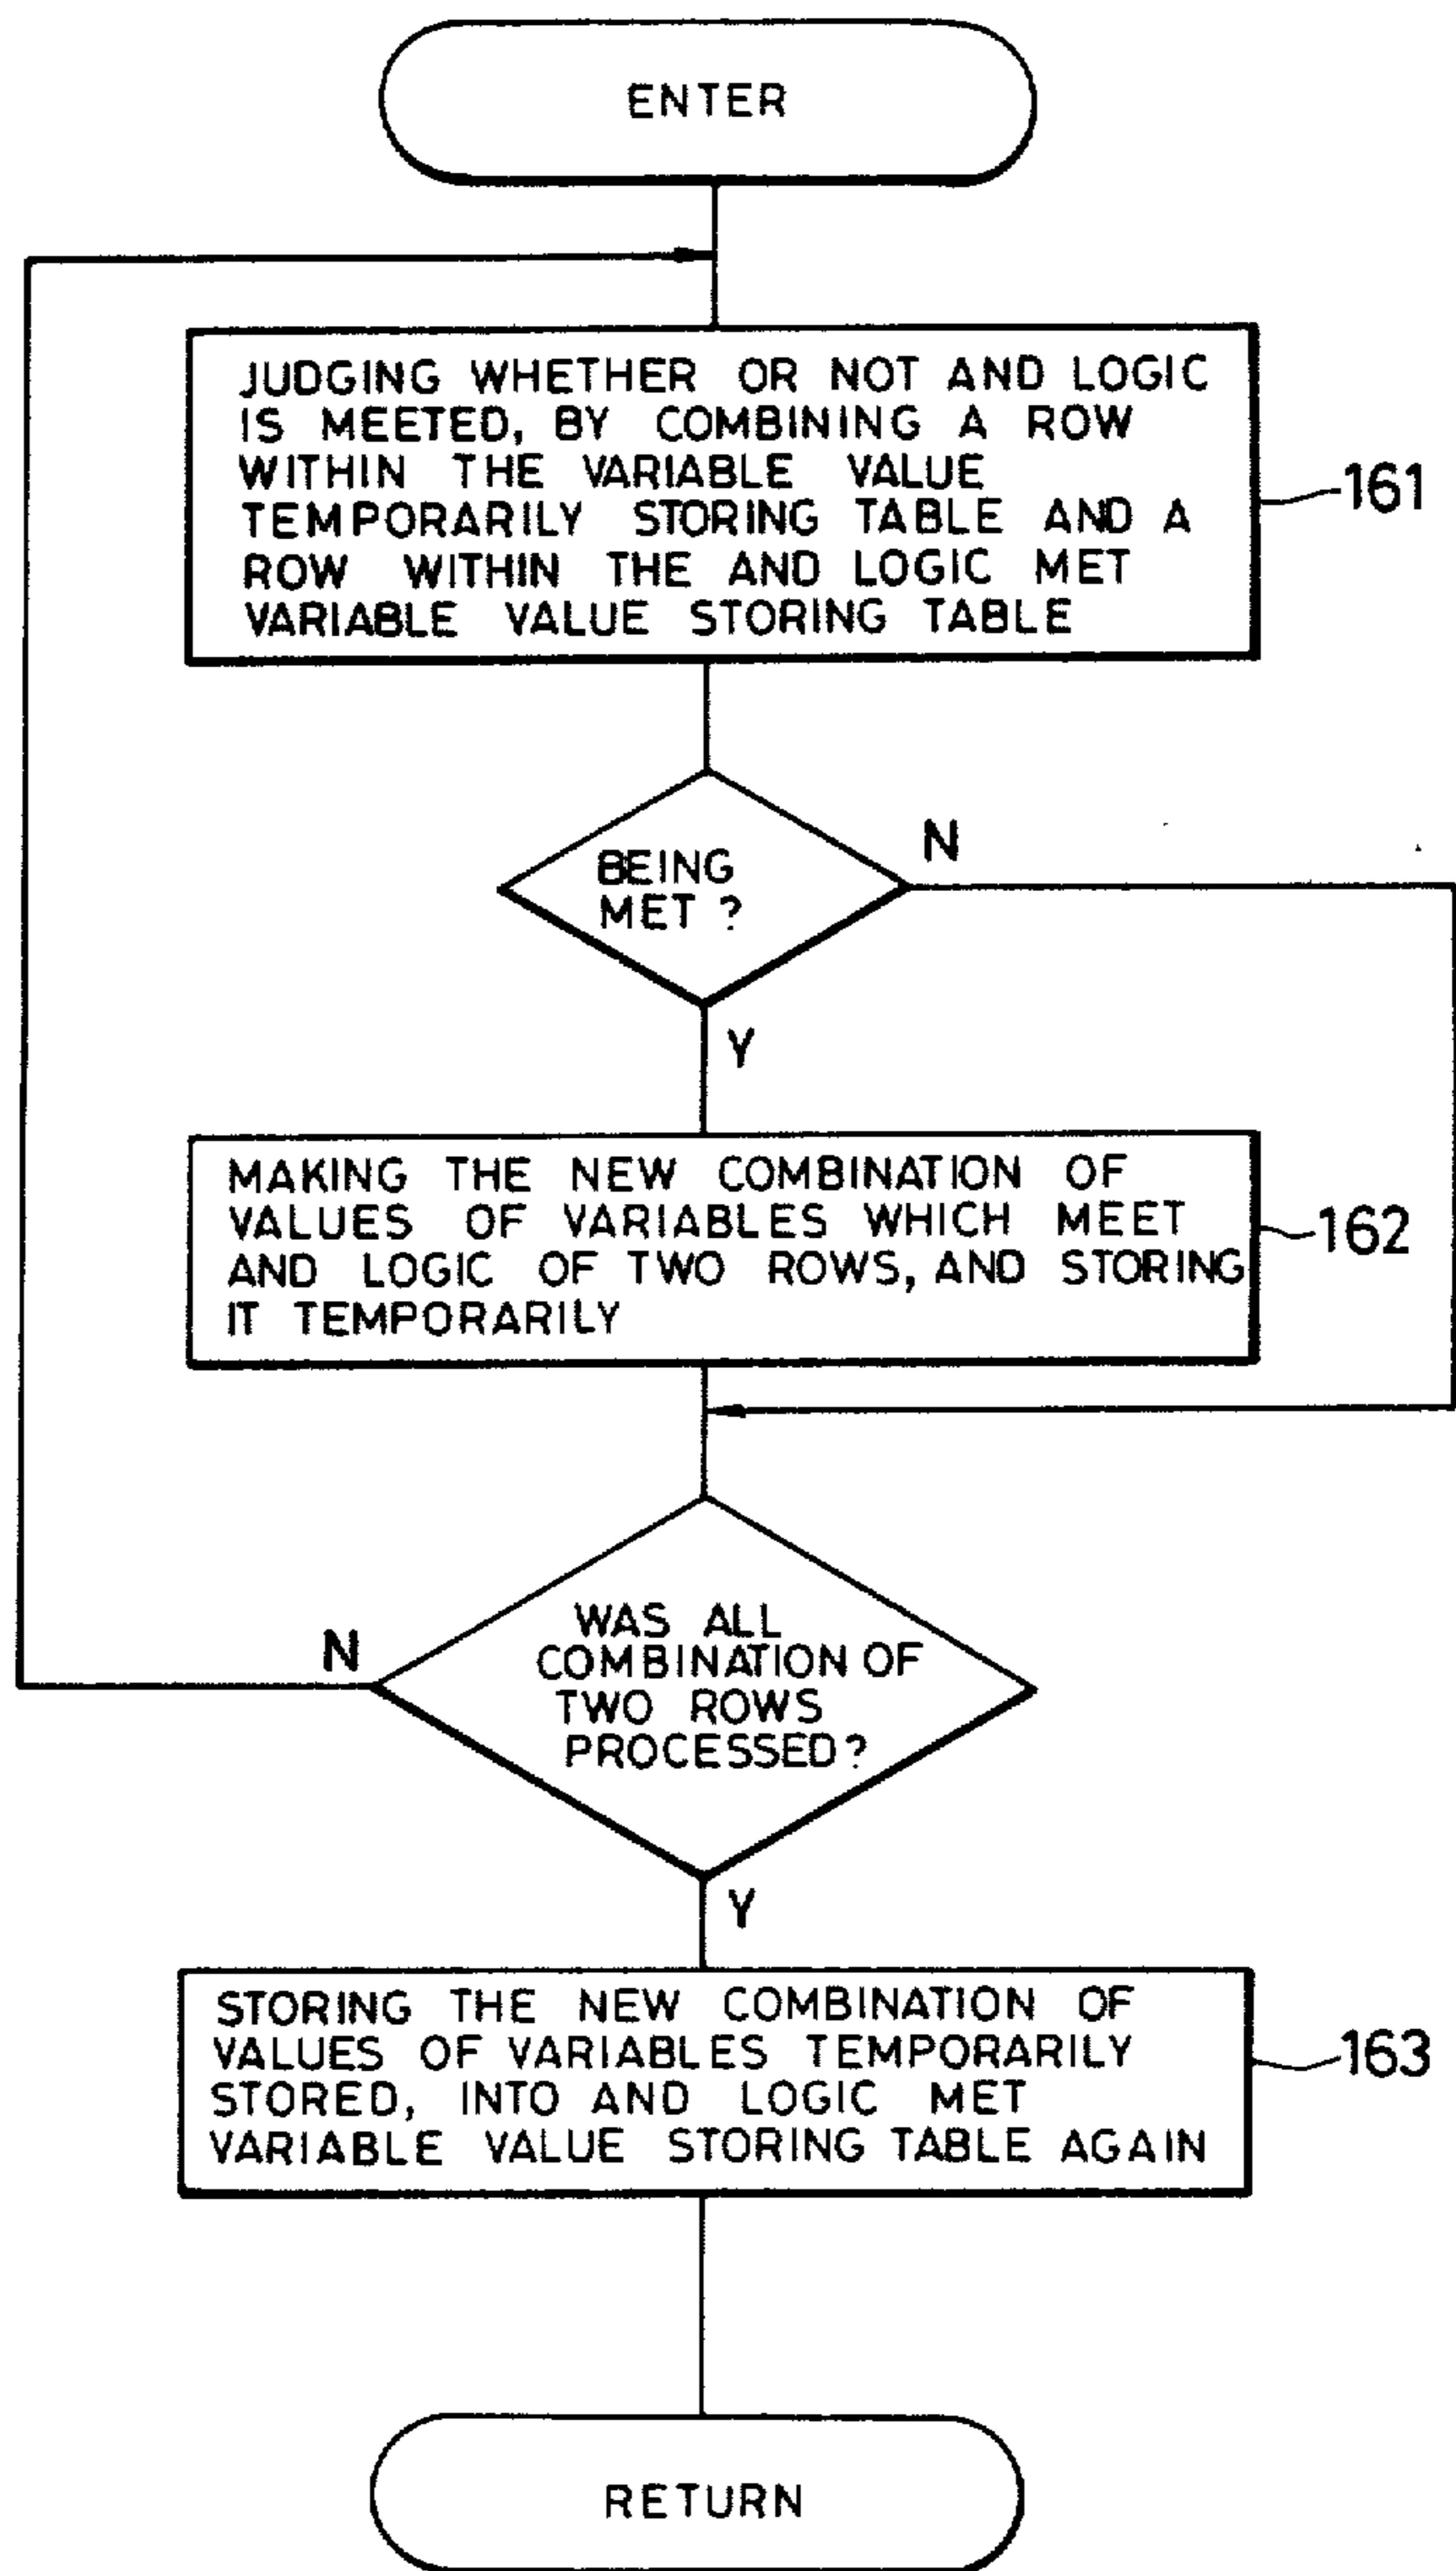 ENTER
JUDGING WHETHER OR NOT AND LOGIC
IS MEETED, BY COMBINING A ROW
WITHIN THE VARIABLE VALUE
TEMPORARILY STORING TABLE AND A
ROW WITHIN THE AND LOGIC MET
VARIABLE VALUE STORING TABLE
161
BEING
MET ?
N
Y
MAKING THE NEW COMBINATION OF
VALUES OF VARIABLES WHICH MEET
AND LOGIC OF TWO ROWS, AND STORING
IT TEMPORARILY
162
WAS ALL
COMBINATION OF
TWO ROWS
PROCESSED?
N
Y
STORING THE NEW COMBINATION OF
VALUES OF VARIABLES TEMPORARILY
STORED, INTO AND LOGIC MET
VARIABLE VALUE STORING TABLE AGAIN
163
RETURN